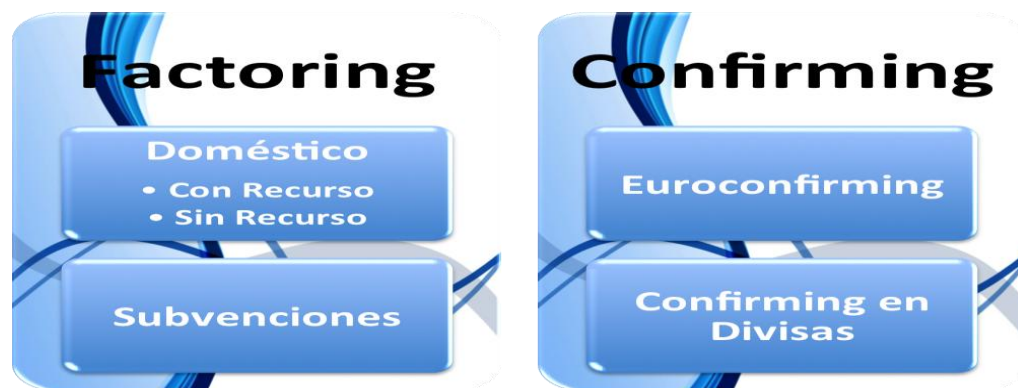 Factoring
Doméstico
• Con Recurso
• Sin Recurso
Subvenciones
Confirming
Euroconfirming
Confirming en
Divisas